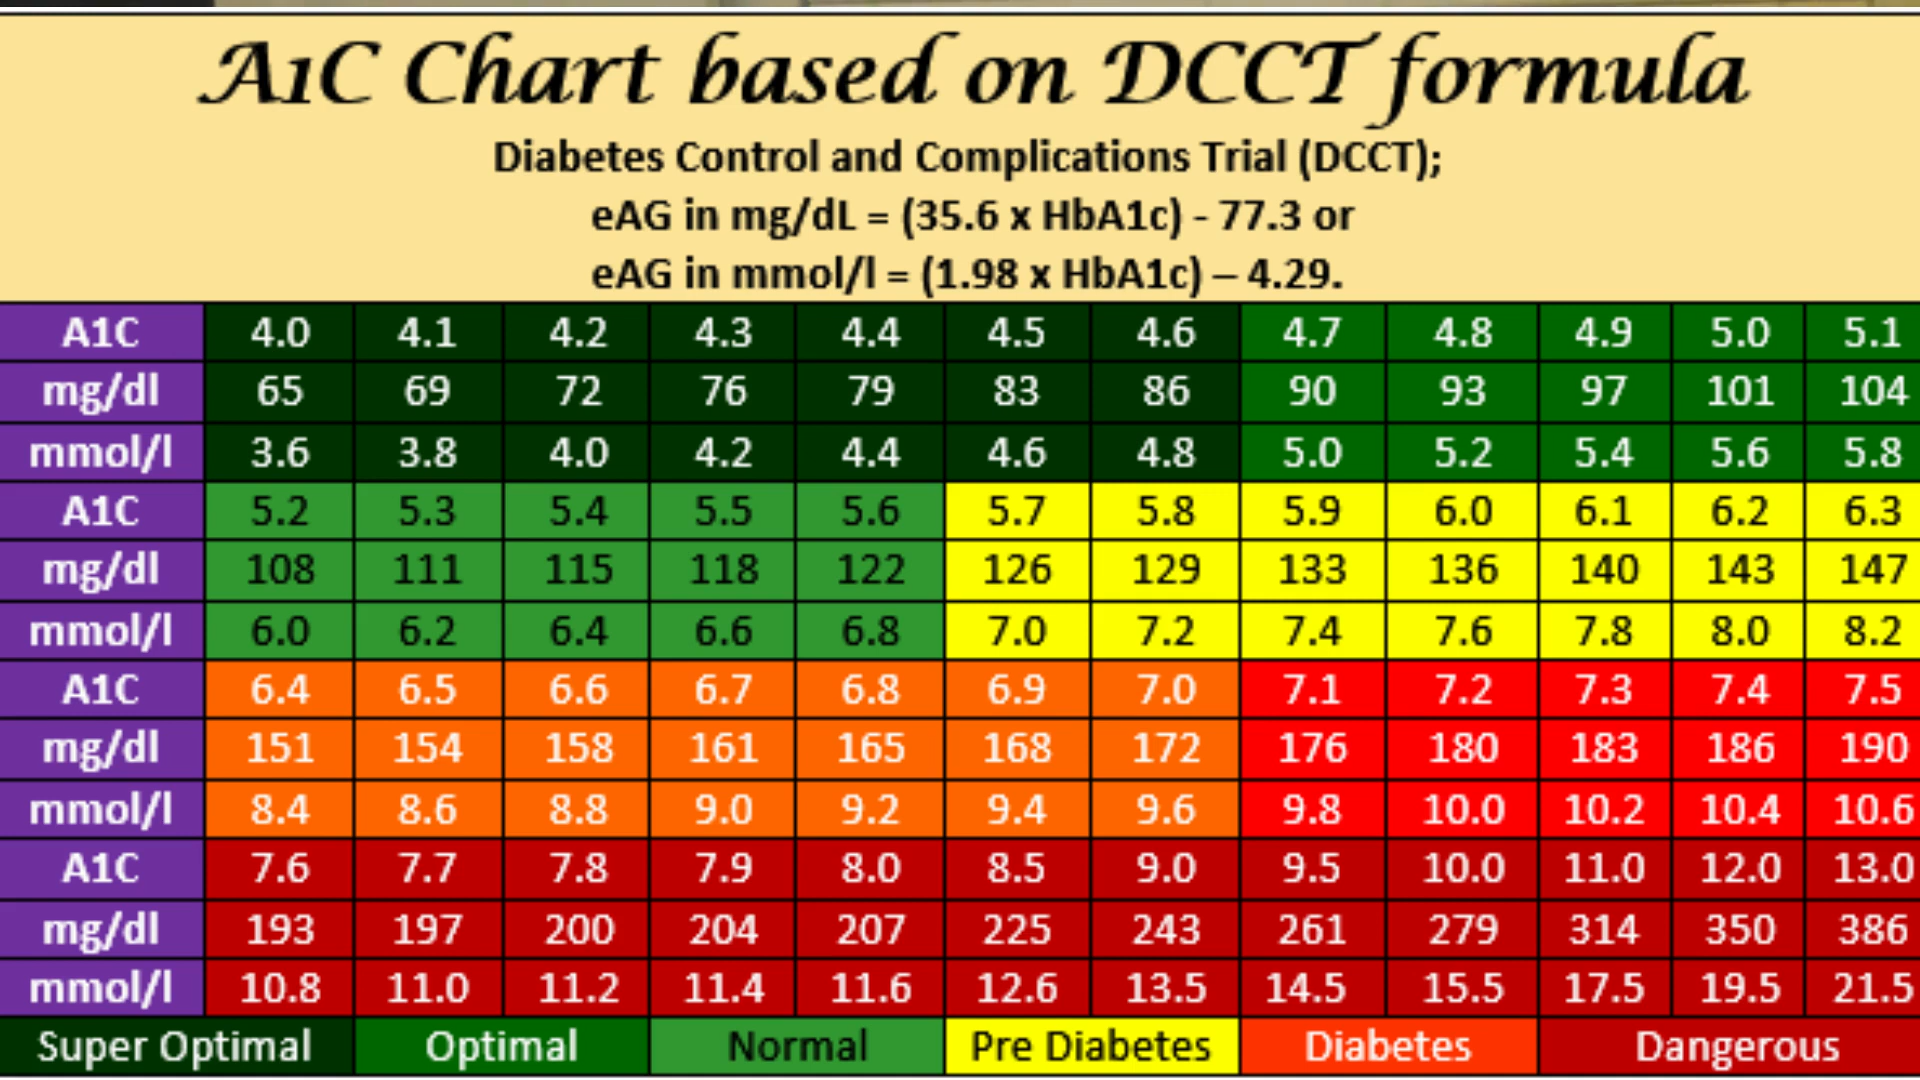 A1C Chart based on DCCT formula
Diabetes Control and Complications Trial (DCCT);
eAG in mg/dL = (35.6 x HbA1c) - 77.3 or
eAG in mmol/l = (1.98 x HbA1c) – 4.29.
A1C 4.0 4.1 4.2 4.3 4.4 4.5 4.6 4.7 4.8 4.9 5.0 5.1
mg/dl 65 69 72 76 79 83 86 90 93 97 101 104
mmol/l 3.6 3.8 4.0 4.2 4.4 4.6 4.8 5.0 5.2 5.4 5.6 5.8
A1C 5.2 5.3 5.4 5.5 5.6 5.7 5.8 5.9 6.0 6.1 6.2 6.3
mg/dl 108 111 115 118 122 126 129 133 136 140 143 147
mmol/l 6.0 6.2 6.4 6.6 6.8 7.0 7.2 7.4 7.6 7.8 8.0 8.2
A1C 6.4 6.5 6.6 6.7 6.8 6.9 7.0 7.1 7.2 7.3 7.4 7.5
mg/dl 151 154 158 161 165 168 172 176 180 183 186 190
mmol/l 8.4 8.6 8.8 9.0 9.2 9.4 9.6 9.8 10.0 10.2 10.4 10.6
A1C 7.6 7.7 7.8 7.9 8.0 8.5 9.0 9.5 10.0 11.0 12.0 13.0
mg/dl 193 197 200 204 207 225 243 261 279 314 350 386
mmol/l 10.8 11.0 11.2 11.4 11.6 12.6 13.5 14.5 15.5 17.5 19.5 21.5
Super Optimal Optimal Normal Pre Diabetes Diabetes Dangerous